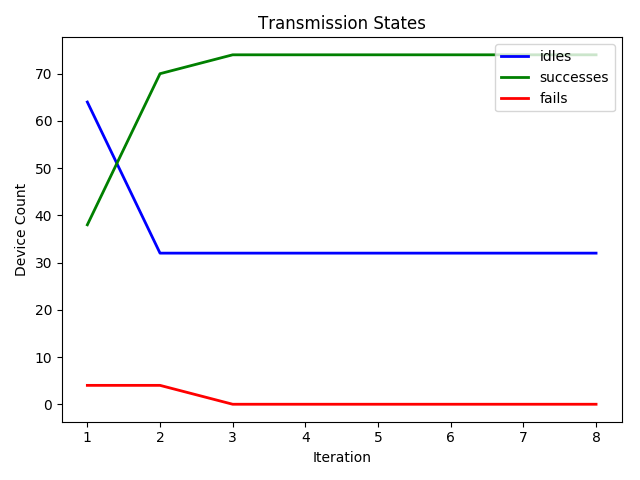 Transmission States
idles
successes
fails
Device Count
70
60
50
40
30
20
10
0
1 2 3 4 5 6 7 8
Iteration